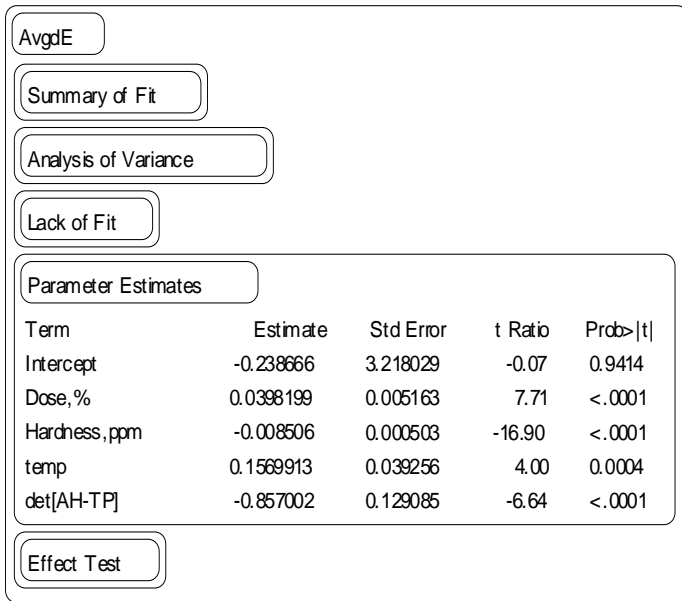 AvgdE
Summary of Fit
Analysis of Variance
Lack of Fit
Parameter Estimates
Term Estimate Std Error t Ratio Prob>|t|
Intercept -0.238666 3.218029 -0.07 0.9414
Dose,% 0.0398199 0.005163 7.71 <.0001
Hardness,ppm -0.008506 0.000503 -16.90 <.0001
temp 0.1569913 0.039256 4.00 0.0004
det[AH-TP] -0.857002 0.129085 -6.64 <.0001
Effect Test